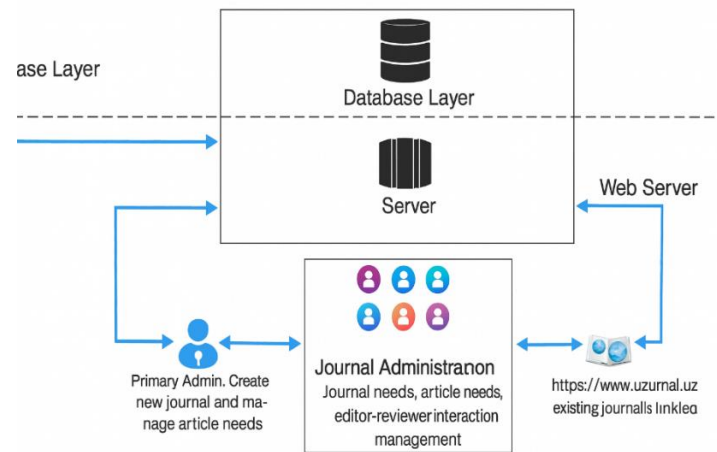 ase Layer
Database Layer
Server
Web Server
Primary Admin. Create
new journal and ma-
nage article needs
Journal Administranon
Journal needs, article needs,
editor-reviewer interaction
management
https://www.uzurnal.uz
existing journalls linkleq